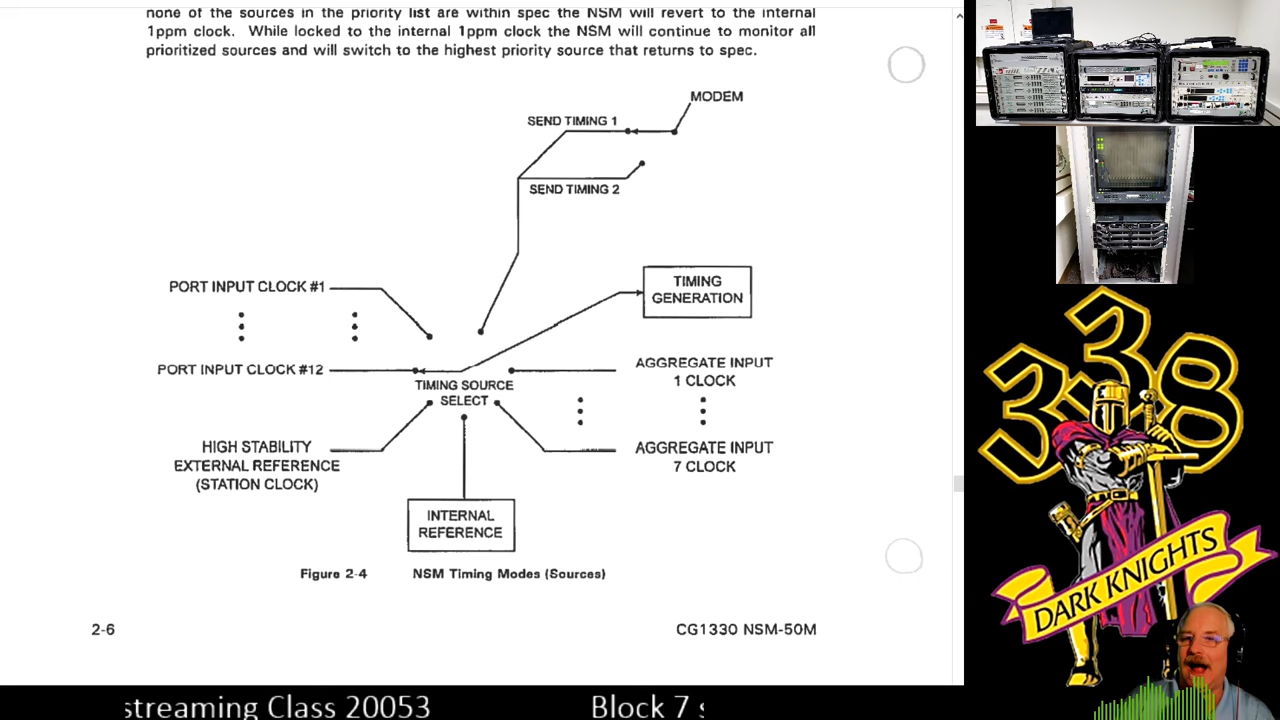 none of the sources in the priority list are within spec the NSM will revert to the internal
1ppm clock. While locked to the internal 1ppm clock the NSM will continue to monitor all
prioritized sources and will switch to the highest priority source that returns to spec.
MODEM
SEND TIMING 1
SEND TIMING 2
PORT INPUT CLOCK #1
TIMING
GENERATION
PORT INPUT CLOCK #12
AGGREGATE INPUT
1 CLOCK
TIMING SOURCE
SELECT
HIGH STABILITY
EXTERNAL REFERENCE
(STATION CLOCK)
AGGREGATE INPUT
7 CLOCK
INTERNAL
REFERENCE
Figure 2-4 NSM Timing Modes (Sources)
2-6
CG1330 NSM-50M
338
DARK KNIGHTS
streaming Class 20053
Block 7 s